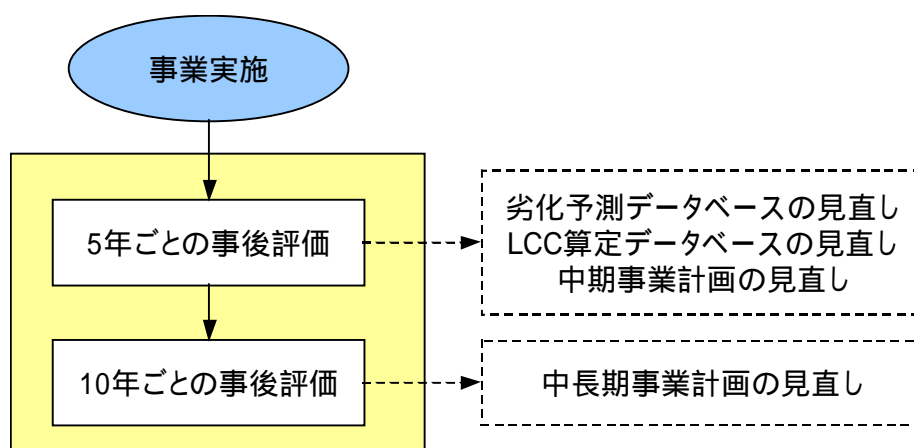 事業実施
5年ごとの事後評価
劣化予測データベースの見直し
LCC算定データベースの見直し
中期事業計画の見直し
10年ごとの事後評価
中長期事業計画の見直し